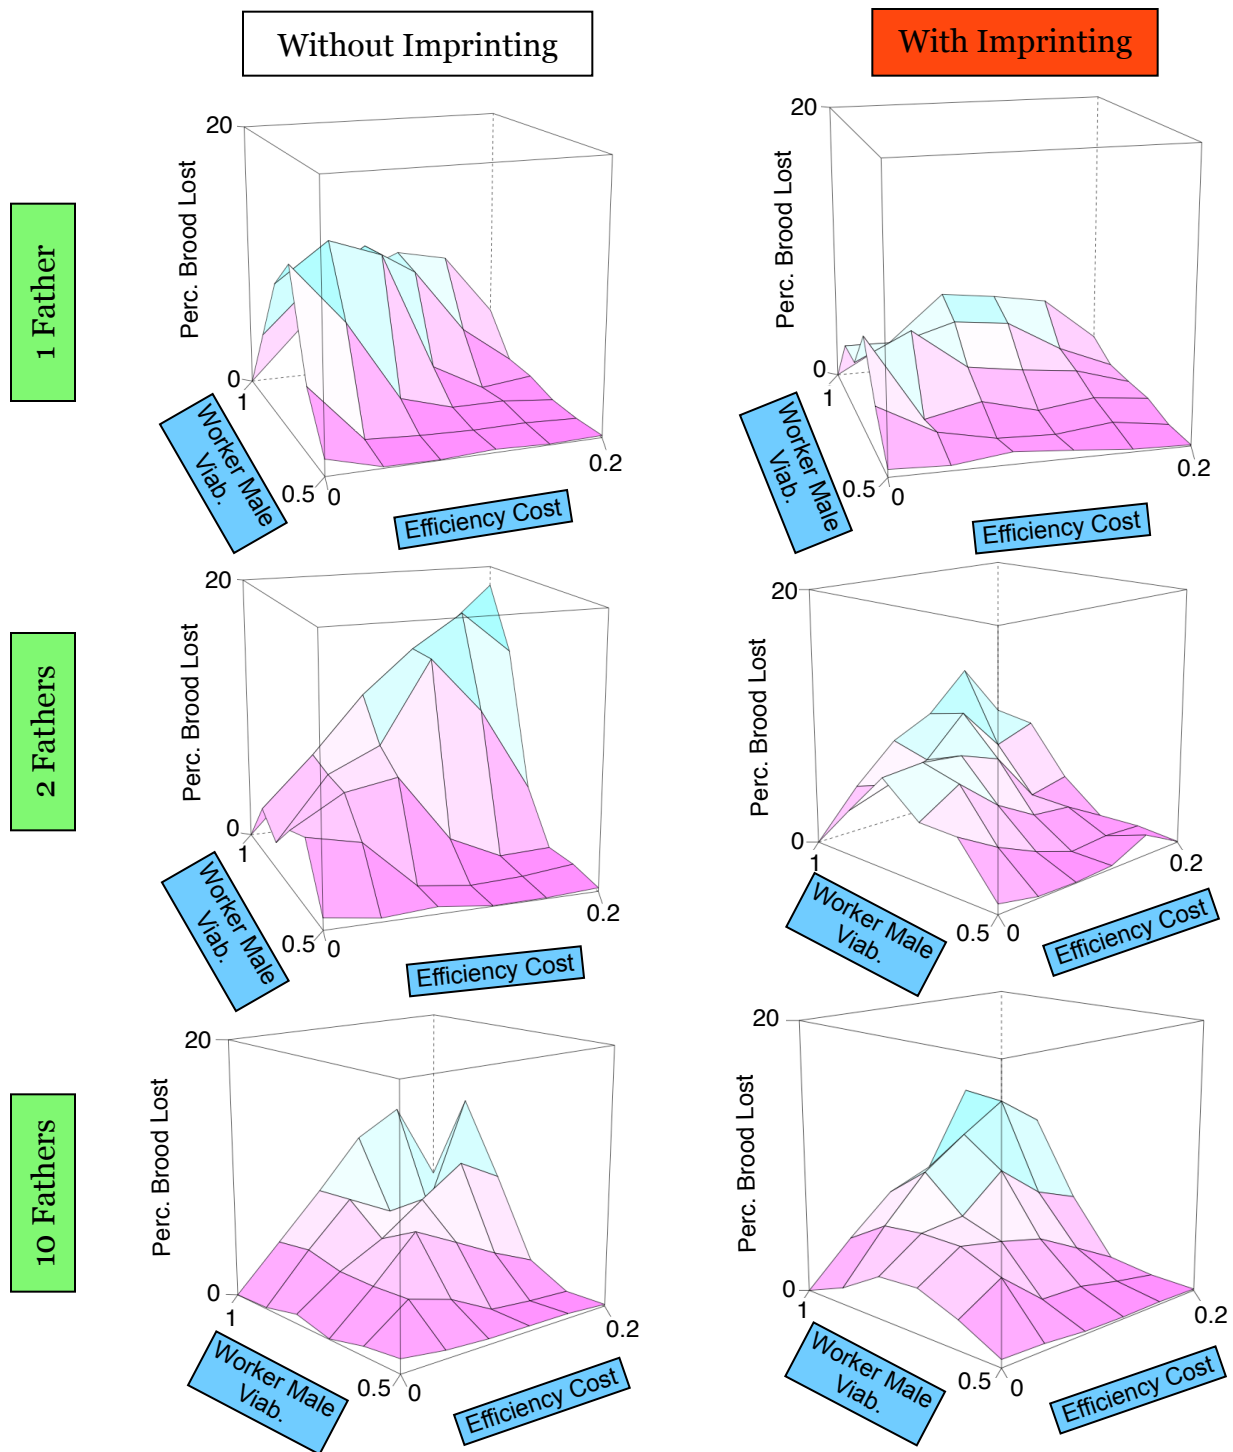 Without Imprinting
With Imprinting
1 Father
20
Perc. Brood Lost
0
1
Worker Male
Viab.
0.5
0
Efficiency Cost
0.2
20
Perc. Brood Lost
0
1
Worker Male
Viab.
0.5
0
Efficiency Cost
0.2
2 Fathers
20
Perc. Brood Lost
0
1
Worker Male
Viab.
0.5
0
Efficiency Cost
0.2
20
Perc. Brood Lost
0
1
Worker Male
Viab.
0.5
0
Efficiency Cost
0.2
10 Fathers
20
Perc. Brood Lost
0
1
Worker Male
Viab.
0.5
0
Efficiency Cost
0.2
20
Perc. Brood Lost
0
1
Worker Male
Viab.
0.5
0
Efficiency Cost
0.2